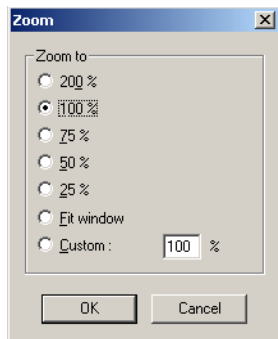 Zoom
Zoom to
200 %
100 %
75 %
50 %
25 %
Fit window
Custom : 100 %
OK Cancel